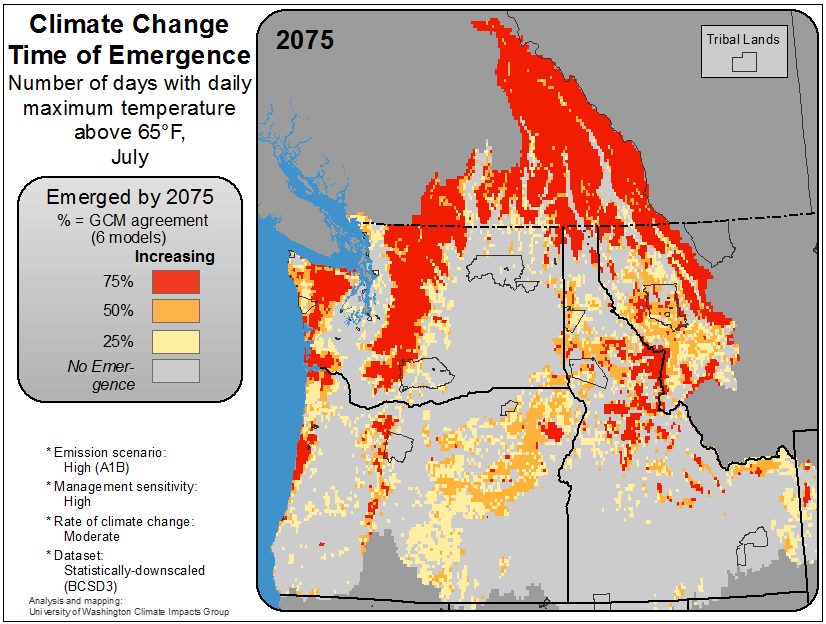 Climate Change
Time of Emergence
Number of days with daily
maximum temperature
above 65°F,
July
Emerged by 2075
% = GCM agreement
(6 models)
Increasing
75%
50%
25%
No Emer-
gence
* Emission scenario:
High (A1B)
* Management sensitivity:
High
* Rate of climate change:
Moderate
* Dataset:
Statistically-downscaled
(BCSD3)
Analysis and mapping:
University of Washington Climate Impacts Group
2075
Tribal Lands